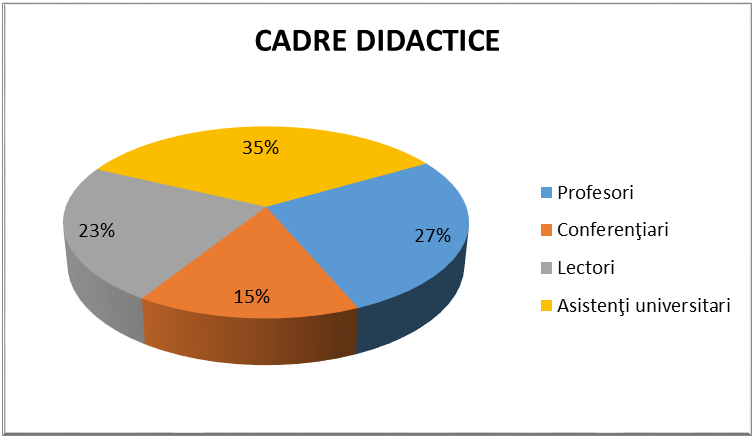 CADRE DIDACTICE
35%
27%
23%
15%
Profesori
Conferenţiari
Lectori
Asistenţi universitari